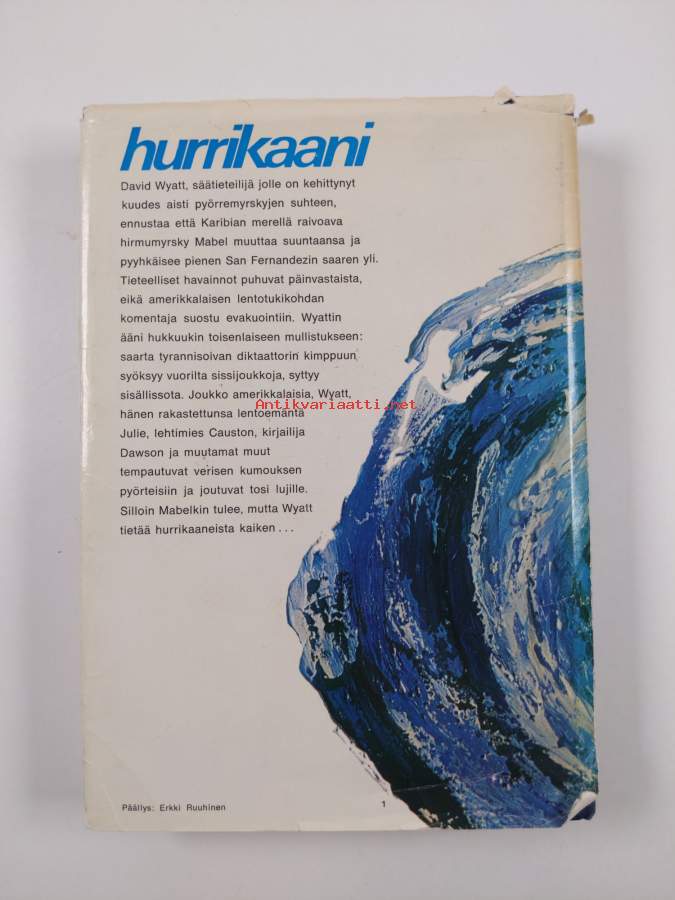 hurrikaani
David Wyatt, säätieteilijä jolle on kehittynyt
kuudes aisti pyörremyrskyjen suhteen,
ennustaa että Karibian merellä raivoava
hirmumyrsky Mabel muuttaa suuntaansa ja
pyyhkäisee pienen San Fernandezin saaren yli.
Tieteelliset havainnot puhuvat päinvastaista,
eikä amerikkalaisen lentotukikohdan
komentaja suostu evakuointiin. Wyattin
ääni hukkuukin toisenlaiseen mullistukseen:
saarta tyrannisoivan diktaattorin kimppuun
syöksyy vuorilta sissijoukkoja, syttyy
sisällissota. Joukko amerikkalaisia, Wyatt,
hänen rakastettunsa lentoemäntä
Antikvariaatti.net
Julie, lehtimies Causton, kirjailija
Dawson ja muutamat muut
tempautuvat verisen kumouksen
pyörteisiin ja joutuvat tosi lujille.
Silloin Mabelkin tulee, mutta Wyatt
tietää hurrikaaneista kaiken ...
Päällys: Erkki Ruuhinen 1